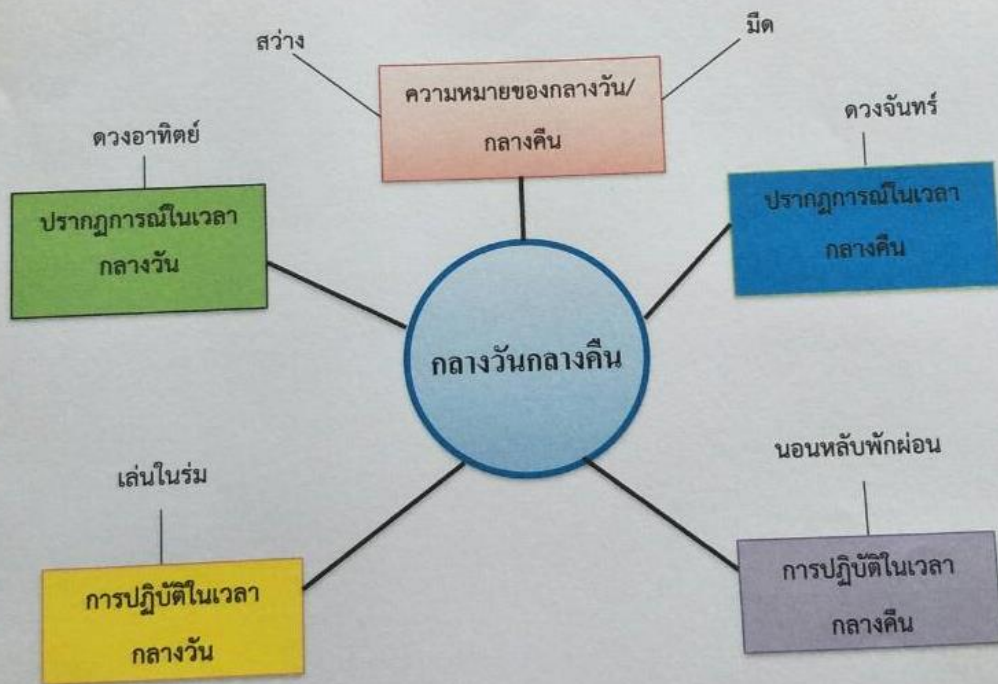 สว่าง
มืด
ความหมายของกลางวัน/
กลางคืน
ดวงอาทิตย์
ดวงจันทร์
ปรากฏการณ์ในเวลา
กลางวัน
ปรากฏการณ์ในเวลา
กลางคืน
กลางวันกลางคืน
เล่นในร่ม
นอนหลับพักผ่อน
การปฏิบัติในเวลา
กลางวัน
การปฏิบัติในเวลา
กลางคืน